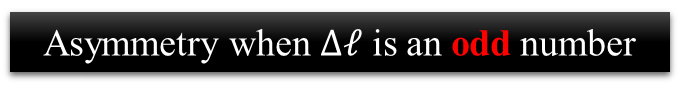 Asymmetry when Δℓ is an odd number